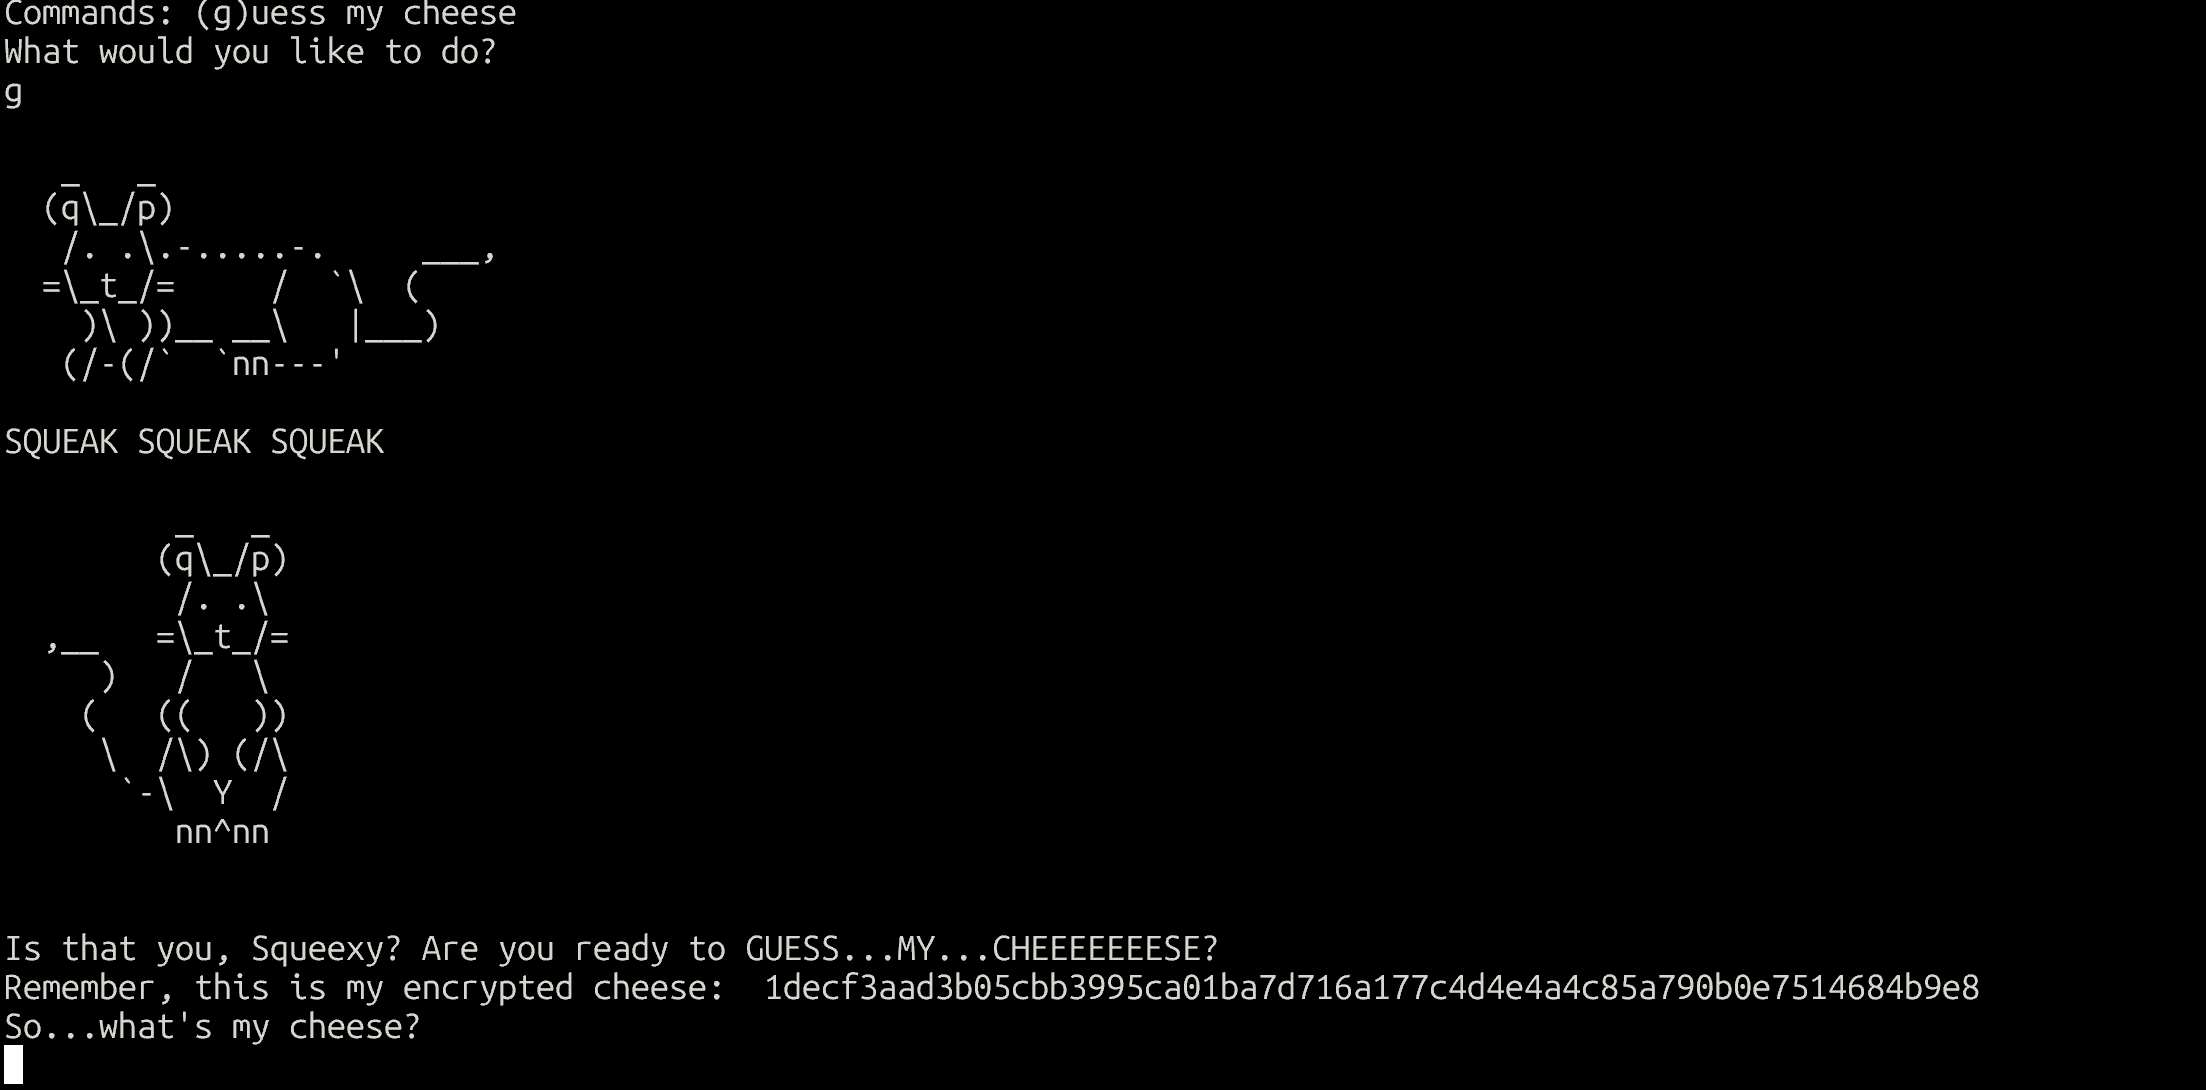 Commands: (g)uess my cheese
What would you like to do?
g
   _   _
  (q\_/p)
   /. .\.-.....-.     ___,
  =\_t_/=     /  `\  (
    )\ ))__ __\   |___)
   (/-(/`  `nn---'
SQUEAK SQUEAK SQUEAK
         _   _
        (q\_/p)
         /. .\
  ,__   =\_t_/=
     )   /   \
    (   ((   ))
     \  /\) (/\
      `-\  Y  /
         nn^nn
Is that you, Squeexy? Are you ready to GUESS...MY...CHEEEEEEESE?
Remember, this is my encrypted cheese:  1decf3aad3b05cbb3995ca01ba7d716a177c4d4e4a4c85a790b0e7514684b9e8
So...what's my cheese?